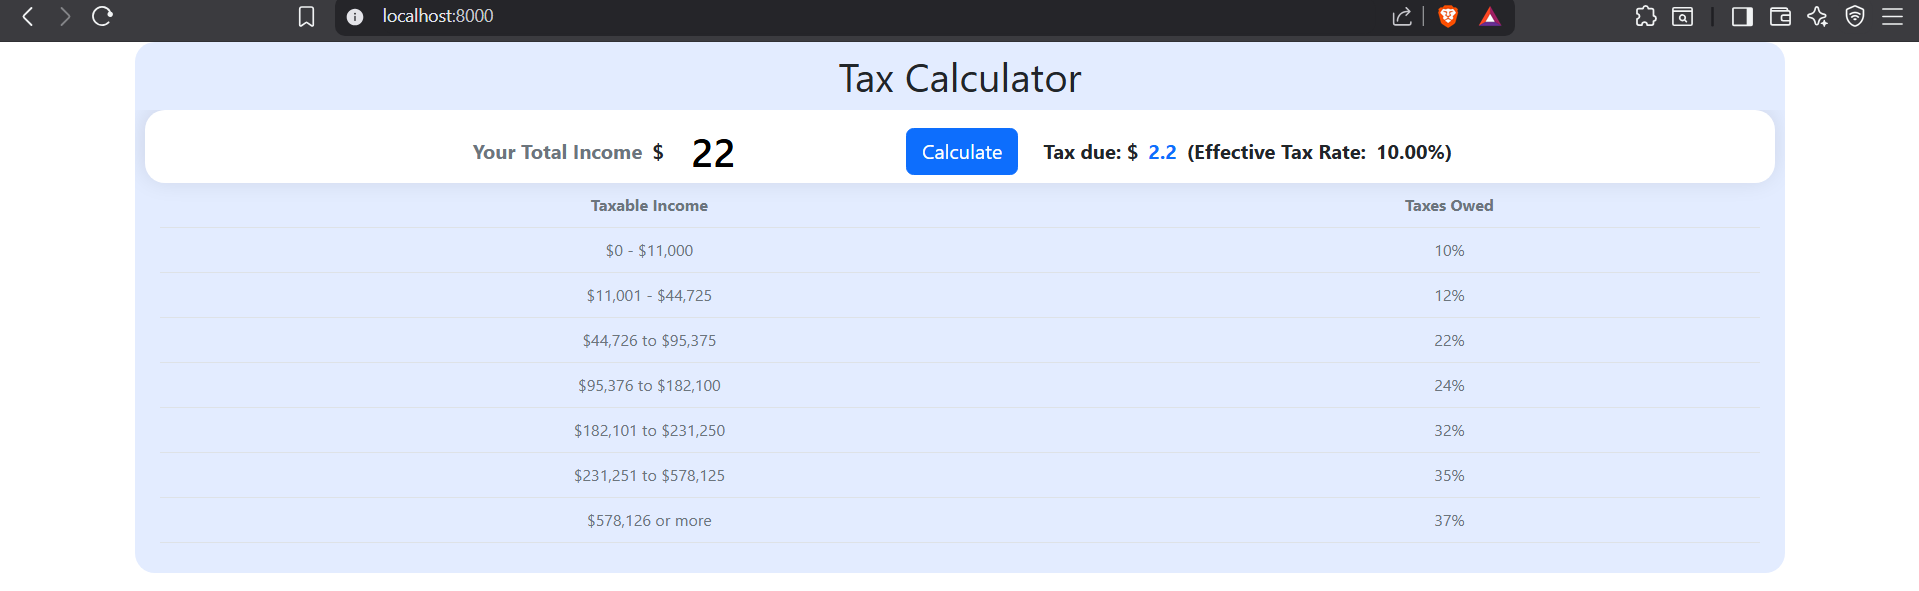 localhost:8000
Tax Calculator
Your Total Income $ 22 Calculate Tax due: $ 2.2 (Effective Tax Rate: 10.00%)
Taxable Income Taxes Owed
$0 - $11,000 10%
$11,001 - $44,725 12%
$44,726 to $95,375 22%
$95,376 to $182,100 24%
$182,101 to $231,250 32%
$231,251 to $578,125 35%
$578,126 or more 37%